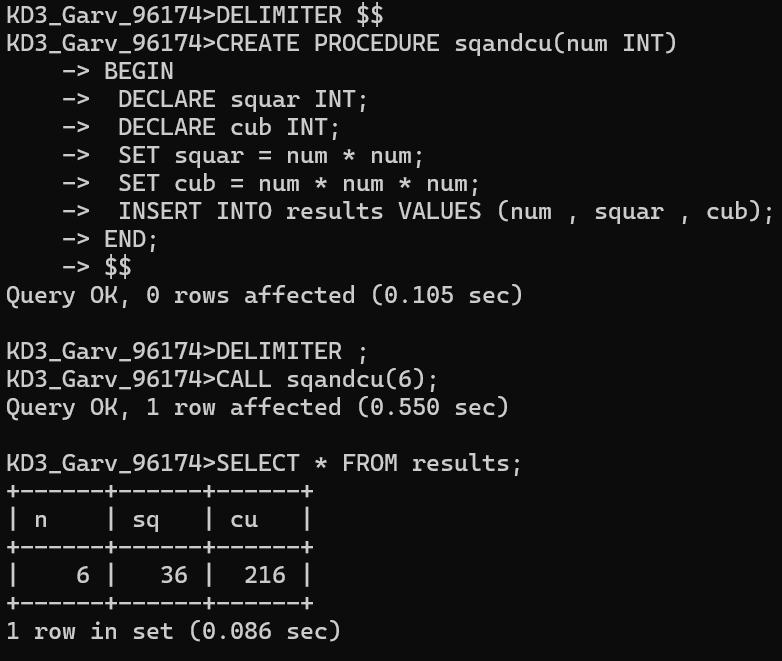 KD3_Garv_96174>DELIMITER $$
KD3_Garv_96174>CREATE PROCEDURE sqandcu(num INT)
    -> BEGIN
    ->  DECLARE squar INT;
    ->  DECLARE cub INT;
    ->  SET squar = num * num;
    ->  SET cub = num * num * num;
    ->  INSERT INTO results VALUES (num , squar , cub);
    -> END;
    -> $$
Query OK, 0 rows affected (0.105 sec)

KD3_Garv_96174>DELIMITER ;
KD3_Garv_96174>CALL sqandcu(6);
Query OK, 1 row affected (0.550 sec)

KD3_Garv_96174>SELECT * FROM results;
+------+------+------+
| n    | sq   | cu   |
+------+------+------+
|    6 |   36 |  216 |
+------+------+------+
1 row in set (0.086 sec)